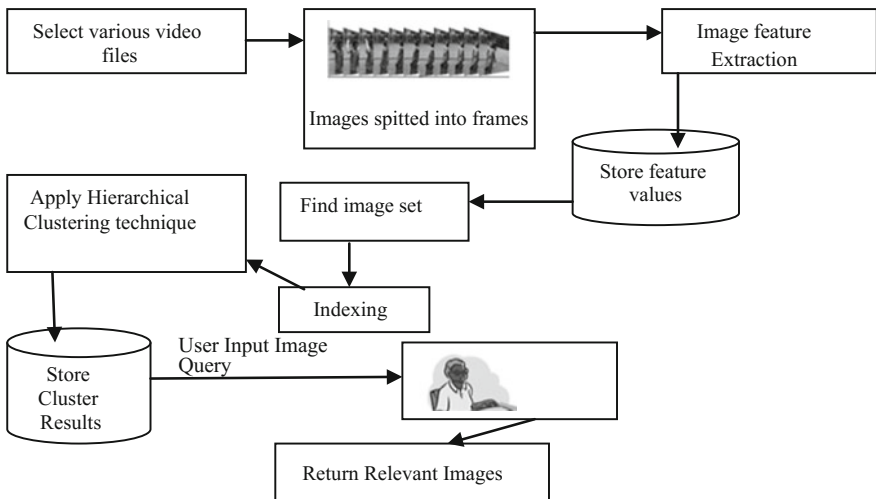 Select various video
files
Images spitted into frames
Image feature
Extraction
Store feature
values
Find image set
Apply Hierarchical
Clustering technique
Indexing
User Input Image
Query
Store
Cluster
Results
Return Relevant Images